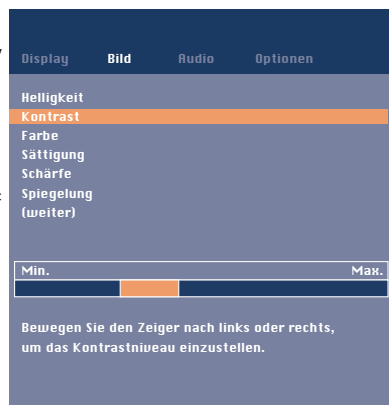 Display Bild Audio Optionen
Helligkeit
Kontrast
Farbe
Sättigung
Schärfe
Spiegelung
(weiter)
Min. Max.
Bewegen Sie den Zeiger nach links oder rechts,
um das Kontrastniveau einzustellen.